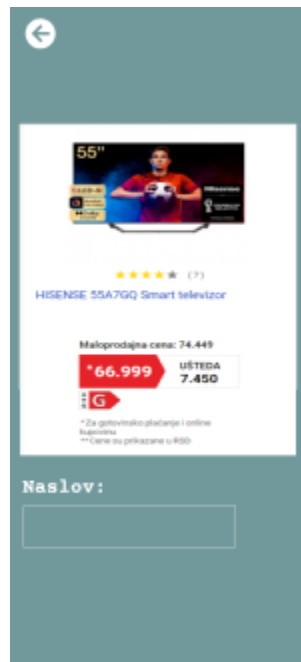 55"
Hisense
★★★★★ (7)
HISENSE 55A7GQ Smart televizor
Maloprodajna cena: 74.449
*66.999
UŠTEDA
7.450
G
*Za gotovinsko plaćanje i online
kupovinu
**Cene su prikazane u RSD
Naslov: